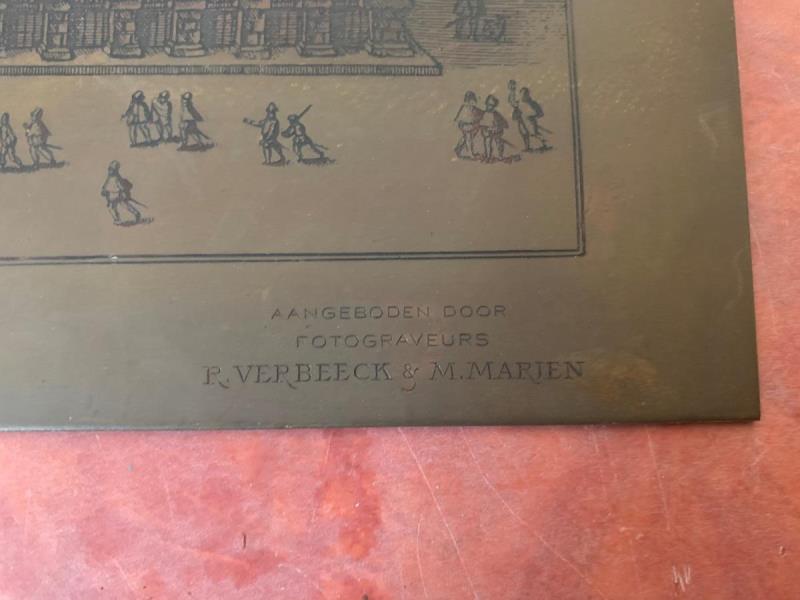 AANGEBODEN DOOR
FOTOGRAVEURS
R. VERBEECK & M. MARIEN